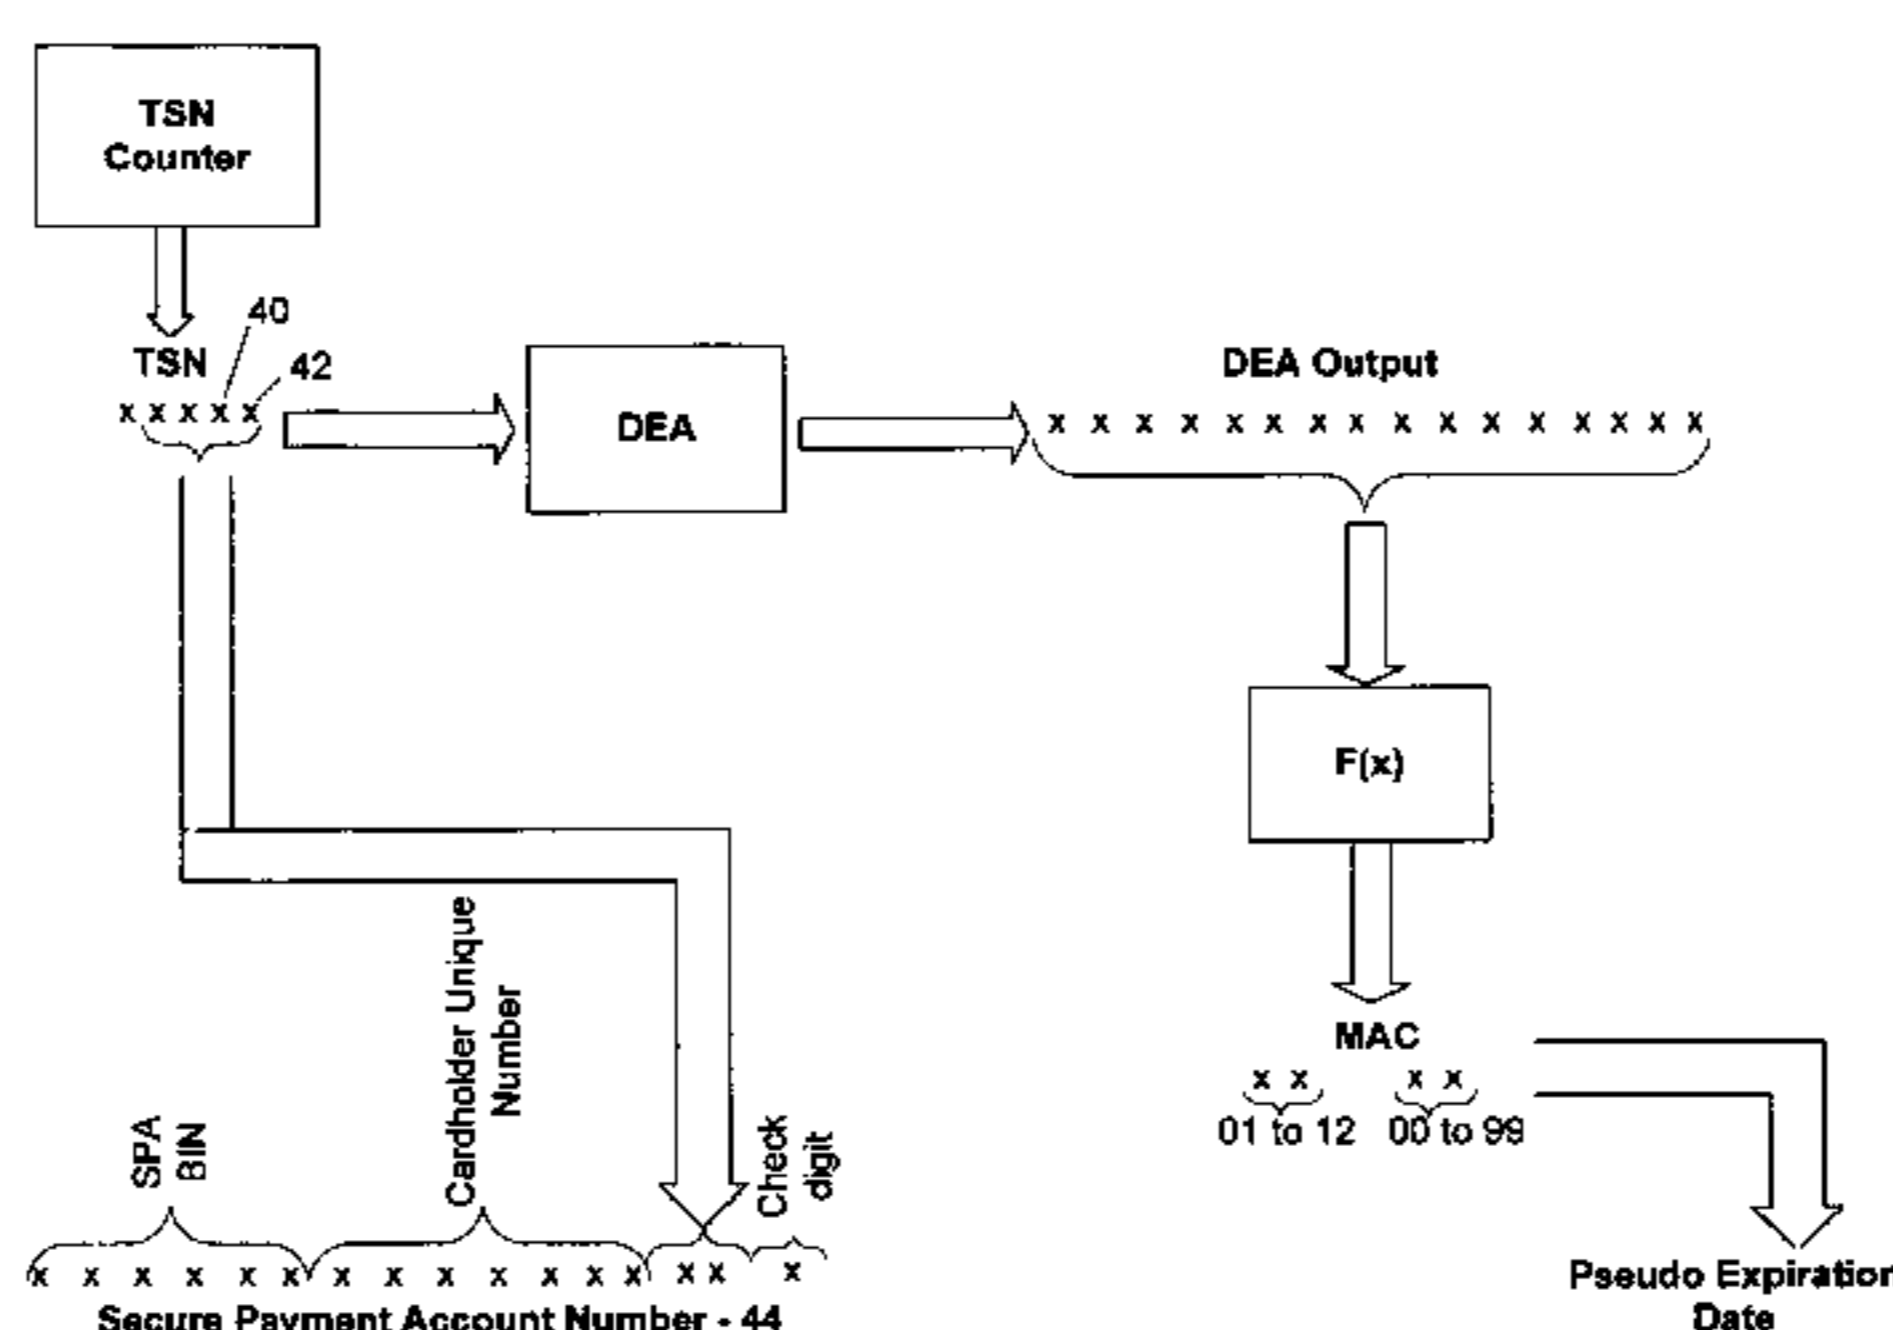 TSN
Counter
40
TSN
42
x x x x x
DEA
DEA Output
x x x x x x x x x x x x x x x x
F(x)
MAC
x x x x
01 to 12 00 to 99
SPA
BIN
Cardholder Unique
Number
Check
digit
x x x x x x x x x x x x x x x x
Secure Payment Account Number - 44
Pseudo Expiration
Date